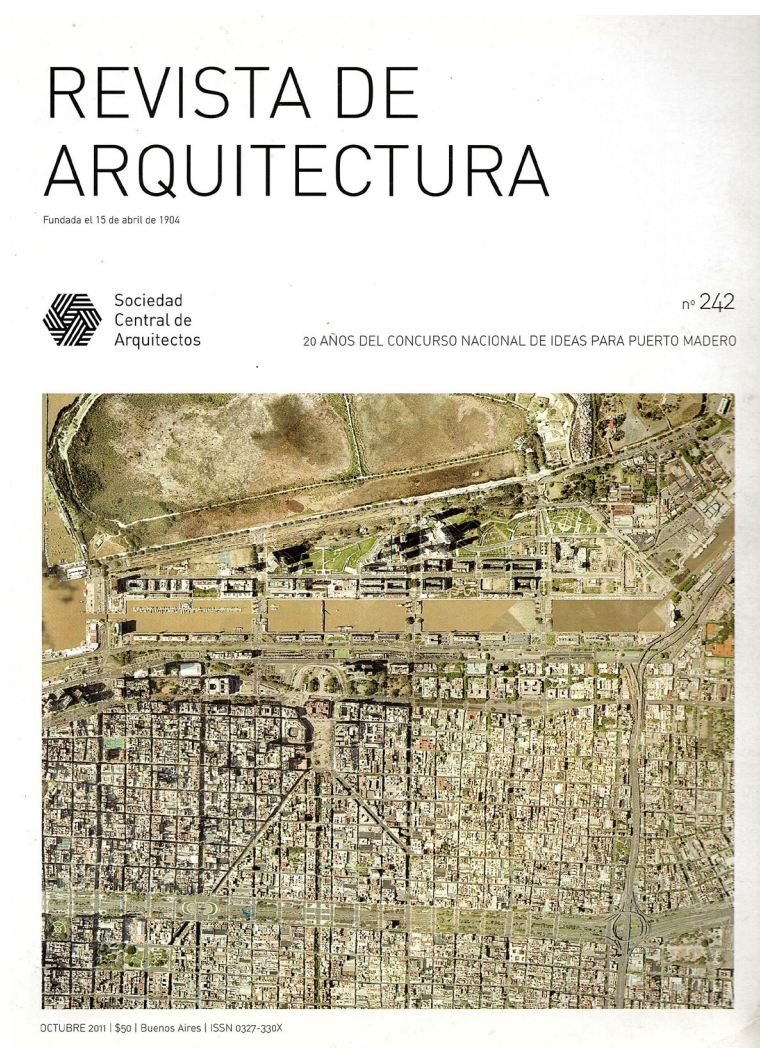 REVISTA DE
ARQUITECTURA
Fundada el 15 de abril de 1904
Sociedad
Central de
Arquitectos
nº 242
20 AÑOS DEL CONCURSO NACIONAL DE IDEAS PARA PUERTO MADERO
OCTUBRE 2011 | $50 | Buenos Aires | ISSN 0327-330X